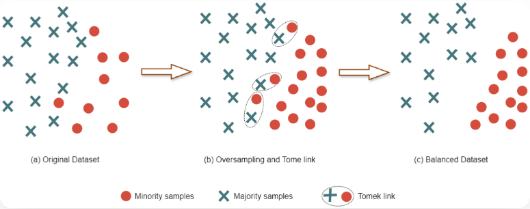 (a) Original Dataset
(b) Oversampling and Tome link
(c) Balanced Dataset
Minority samples
Majority samples
Tomek link